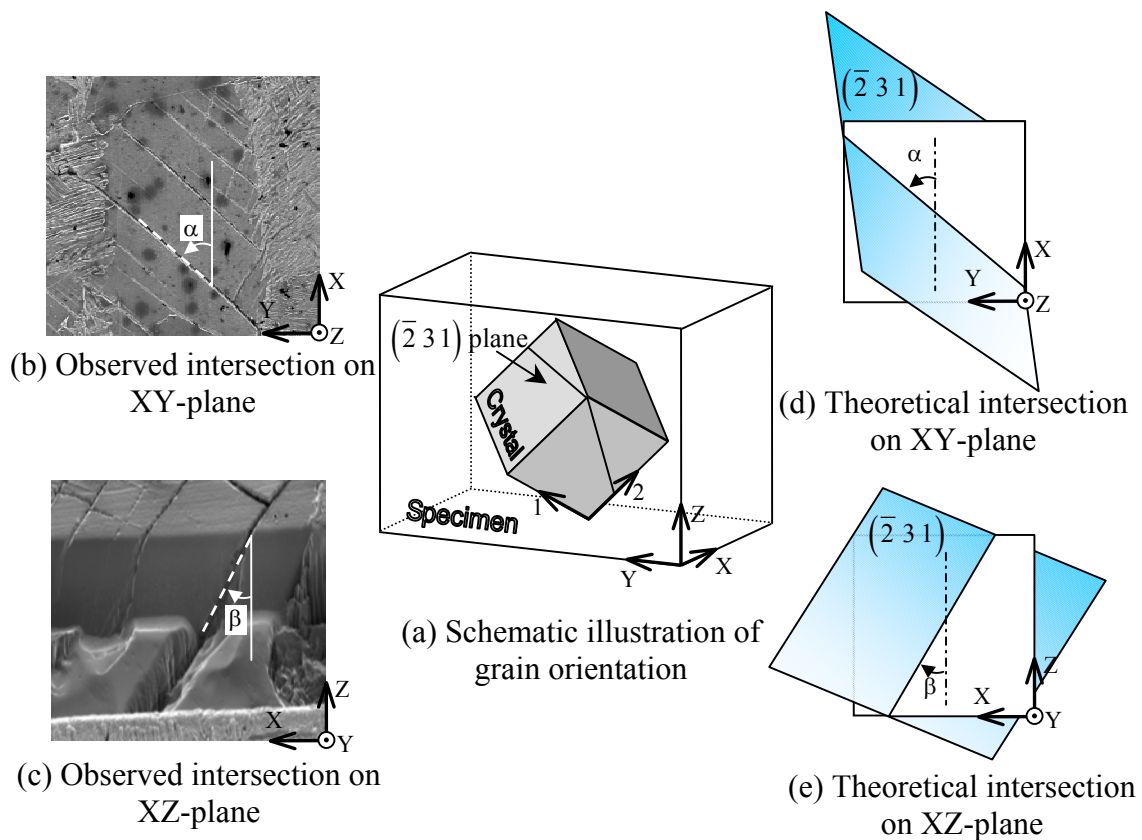 α
X
Y
Z
(b) Observed intersection on
XY-plane
β
Z
X
Y
(c) Observed intersection on
XZ-plane
(2̅ 3 1) plane
Crystal
Specimen
1
2
Z
Y
X
(a) Schematic illustration of
grain orientation
(2̅ 3 1)
α
X
Y
Z
(d) Theoretical intersection
on XY-plane
(2̅ 3 1)
β
Z
X
Y
(e) Theoretical intersection
on XZ-plane